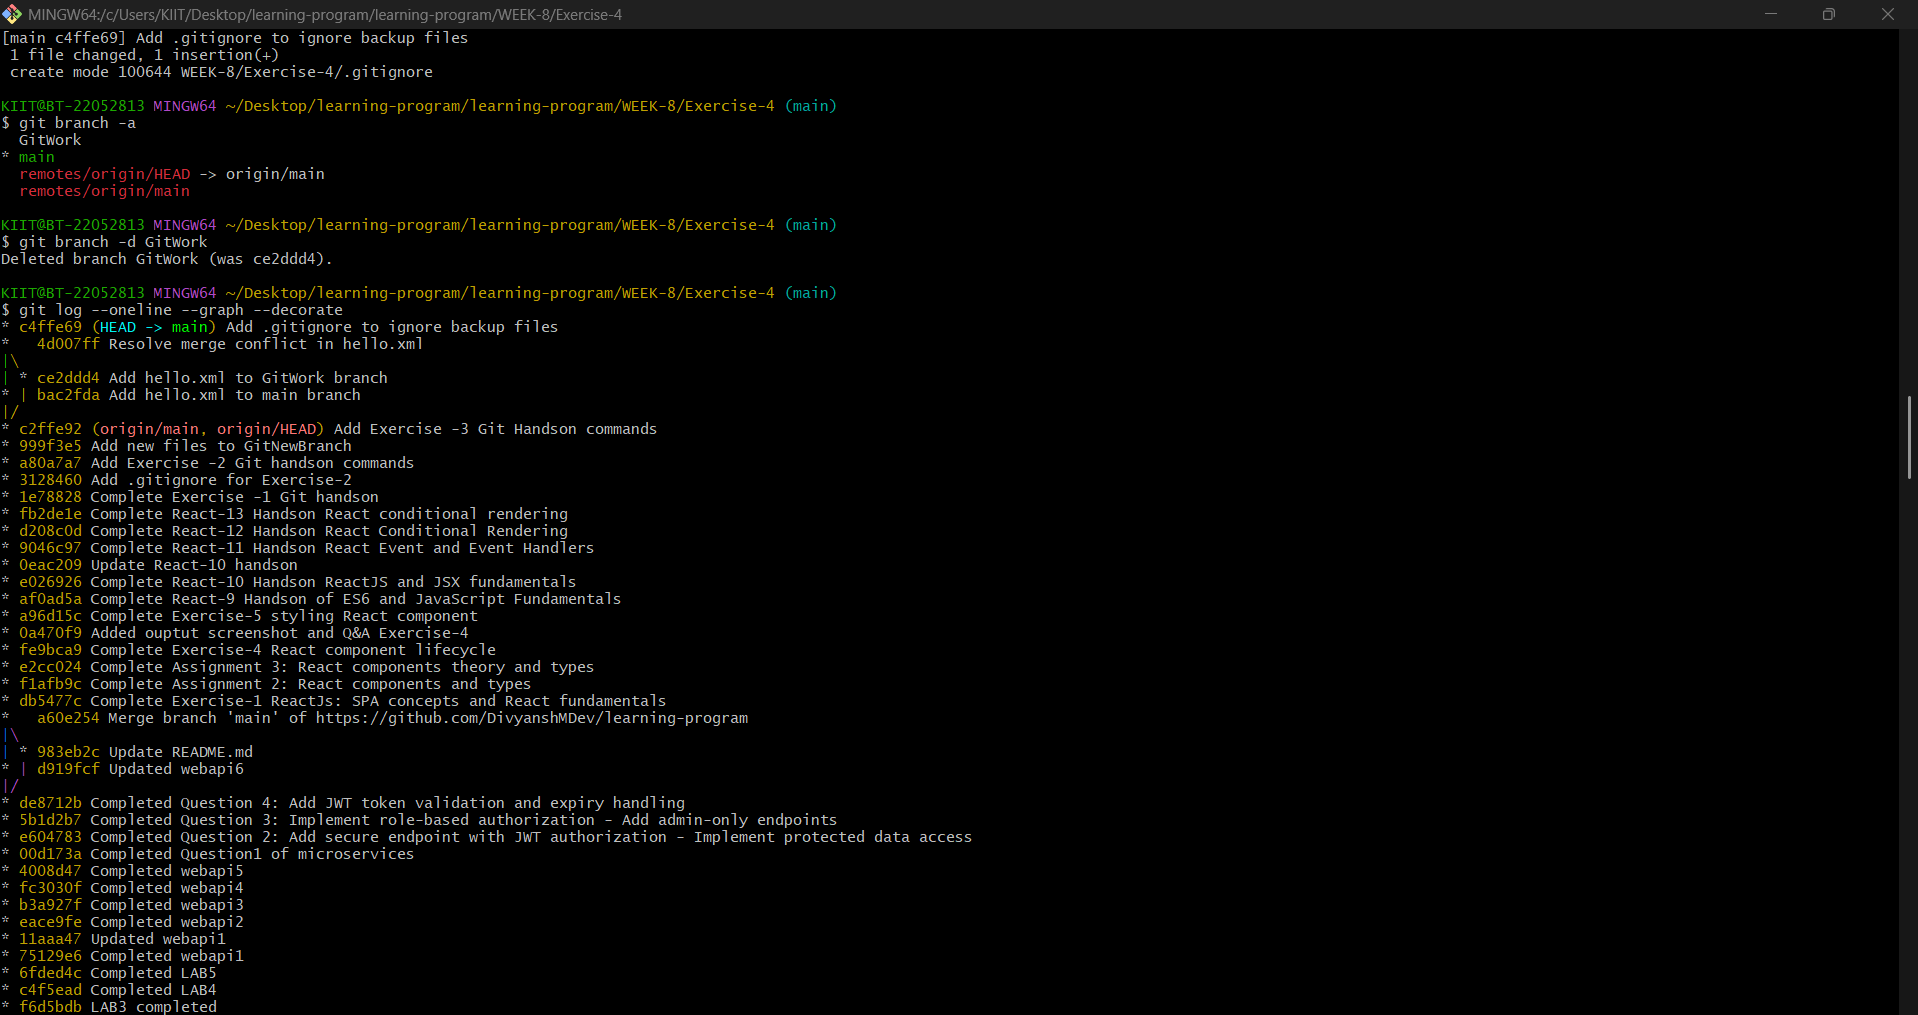 MINGW64:/c/Users/KIIT/Desktop/learning-program/learning-program/WEEK-8/Exercise-4
[main c4ffe69] Add .gitignore to ignore backup files
 1 file changed, 1 insertion(+)
 create mode 100644 WEEK-8/Exercise-4/.gitignore

KIIT@BT-22052813 MINGW64 ~/Desktop/learning-program/learning-program/WEEK-8/Exercise-4 (main)
$ git branch -a
  GitWork
* main
  remotes/origin/HEAD -> origin/main
  remotes/origin/main

KIIT@BT-22052813 MINGW64 ~/Desktop/learning-program/learning-program/WEEK-8/Exercise-4 (main)
$ git branch -d GitWork
Deleted branch GitWork (was ce2ddd4).

KIIT@BT-22052813 MINGW64 ~/Desktop/learning-program/learning-program/WEEK-8/Exercise-4 (main)
$ git log --oneline --graph --decorate
* c4ffe69 (HEAD -> main) Add .gitignore to ignore backup files
*   4d007ff Resolve merge conflict in hello.xml
|\
| * ce2ddd4 Add hello.xml to GitWork branch
* | bac2fda Add hello.xml to main branch
|/
* c2ffe92 (origin/main, origin/HEAD) Add Exercise -3 Git Handson commands
* 999f3e5 Add new files to GitNewBranch
* a80a7a7 Add Exercise -2 Git handson commands
* 3128460 Add .gitignore for Exercise-2
* 1e78828 Complete Exercise -1 Git handson
* fb2de1e Complete React-13 Handson React conditional rendering
* d208c0d Complete React-12 Handson React Conditional Rendering
* 9046c97 Complete React-11 Handson React Event and Event Handlers
* 0eac209 Update React-10 handson
* e026926 Complete React-10 Handson ReactJS and JSX fundamentals
* af0ad5a Complete React-9 Handson of ES6 and JavaScript Fundamentals
* a96d15c Complete Exercise-5 styling React component
* 0a470f9 Added ouptut screenshot and Q&A Exercise-4
* fe9bca9 Complete Exercise-4 React component lifecycle
* e2cc024 Complete Assignment 3: React components theory and types
* f1afb9c Complete Assignment 2: React components and types
* db5477c Complete Exercise-1 ReactJs: SPA concepts and React fundamentals
*   a60e254 Merge branch 'main' of https://github.com/DivyanshMDev/learning-program
|\
| * 983eb2c Update README.md
* | d919fcf Updated webapi6
|/
* de8712b Completed Question 4: Add JWT token validation and expiry handling
* 5b1d2b7 Completed Question 3: Implement role-based authorization - Add admin-only endpoints
* e604783 Completed Question 2: Add secure endpoint with JWT authorization - Implement protected data access
* 00d173a Completed Question1 of microservices
* 4008d47 Completed webapi5
* fc3030f Completed webapi4
* b3a927f Completed webapi3
* eace9fe Completed webapi2
* 11aaa47 Updated webapi1
* 75129e6 Completed webapi1
* 6fded4c Completed LAB5
* c4f5ead Completed LAB4
* f6d5bdb LAB3 completed